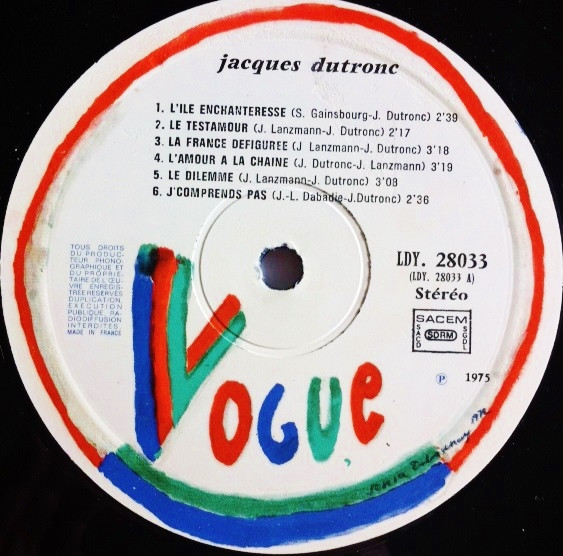 jacques dutronc
1. L'ILE ENCHANTERESSE (S. Gainsbourg-J. Dutronc) 2'39
2. LE TESTAMOUR (J. Lanzmann-J. Dutronc) 2'17
3. LA FRANCE DEFIGUREE (J. Lanzmann-J. Dutronc) 3'18
4. L'AMOUR A LA CHAINE (J. Dutronc-J. Lanzmann) 3'19
5. LE DILEMME (J. Lanzmann-J. Dutronc) 3'08
6. J'COMPRENDS PAS (J.-L. Dabadie-J.Dutronc) 2'36
TOUS DROITS
DU PRODUC-
TEUR PHONO-
GRAPHIQUE ET
DU PROPRIÉ-
TAIRE DE L'ŒU-
VRE ENREGIS-
TREE RESERVÉS
DUPLICATION,
EXÉCUTION
PUBLIQUE RA-
DIODIFFUSION
INTERDITES
MADE IN FRANCE
LDY. 28033
(LDY. 28033 A)
Stéréo
SACEM
SACD
SDRM
SGDL
℗ 1975
VOGUE